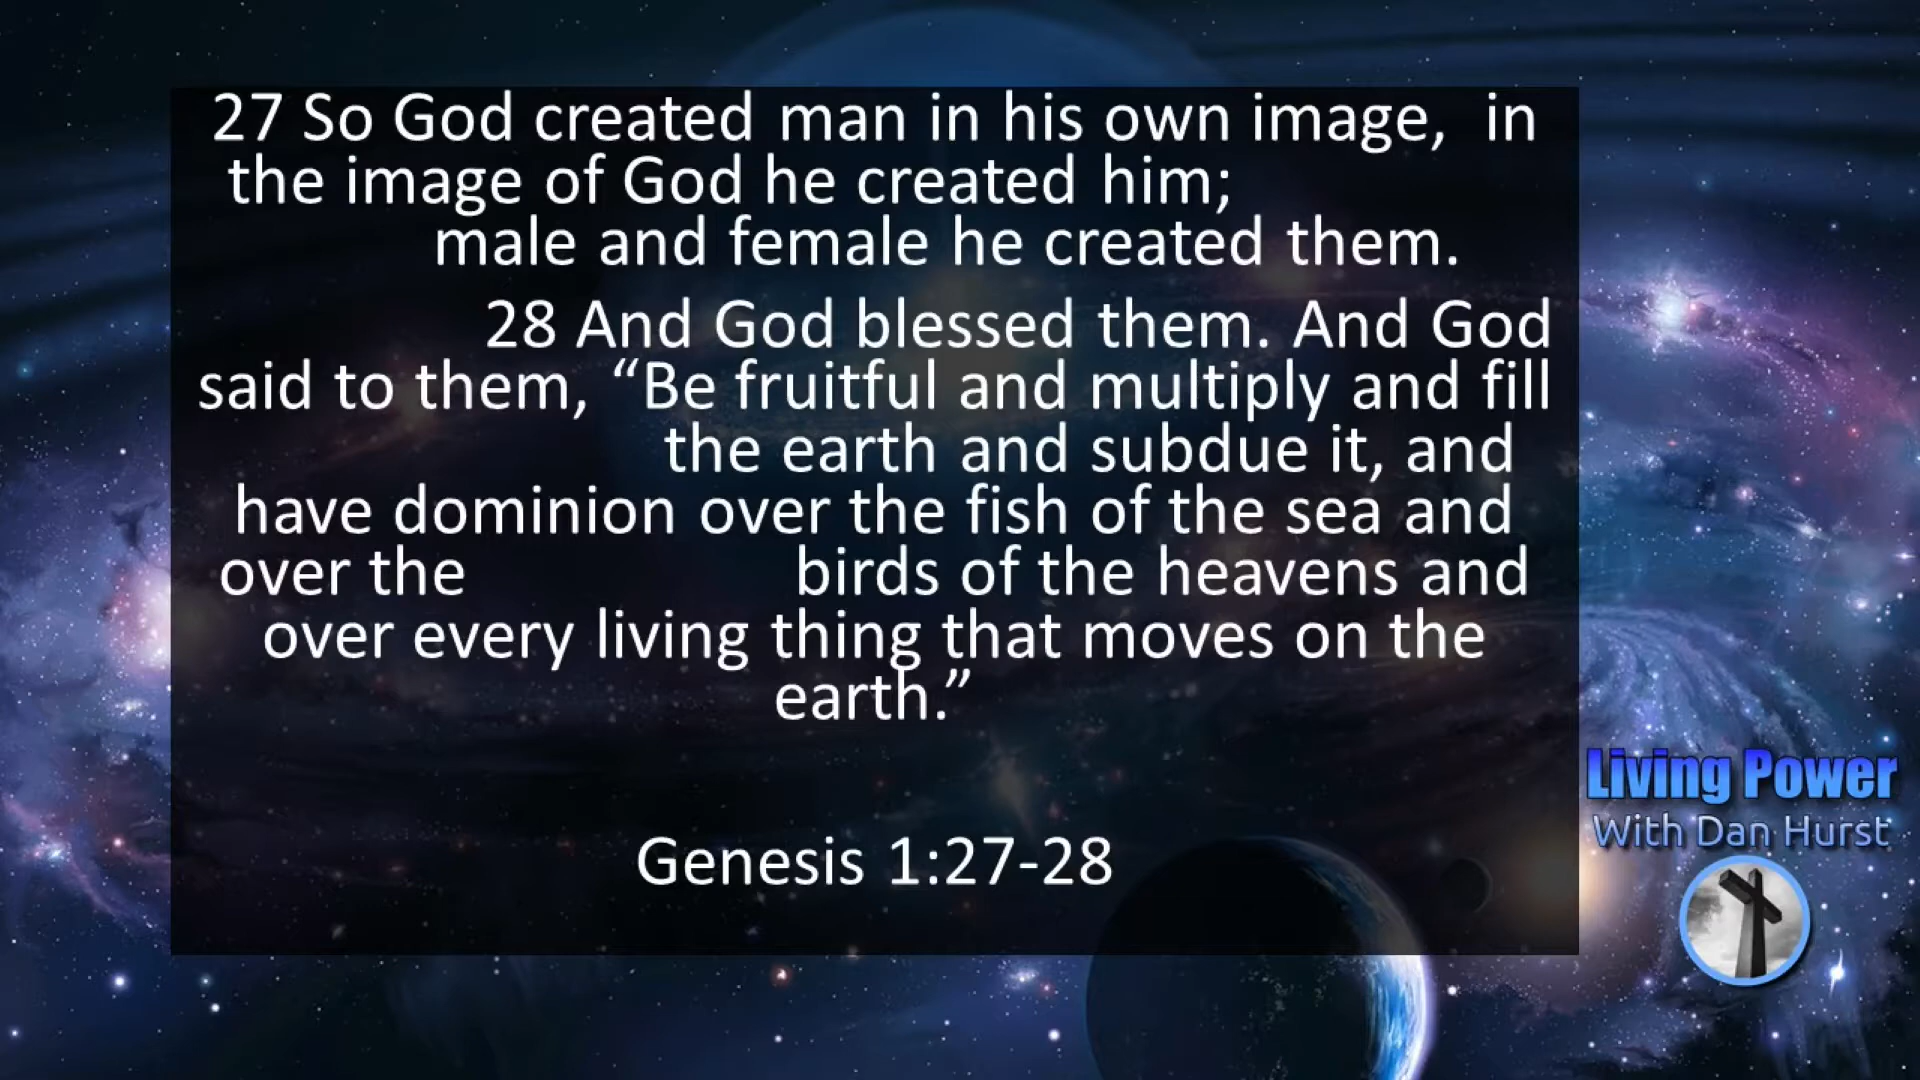 27 So God created man in his own image, in
the image of God he created him;
male and female he created them.
28 And God blessed them. And God
said to them, “Be fruitful and multiply and fill
the earth and subdue it, and
have dominion over the fish of the sea and
over the birds of the heavens and
over every living thing that moves on the
earth.”
Genesis 1:27-28
Living Power
With Dan Hurst